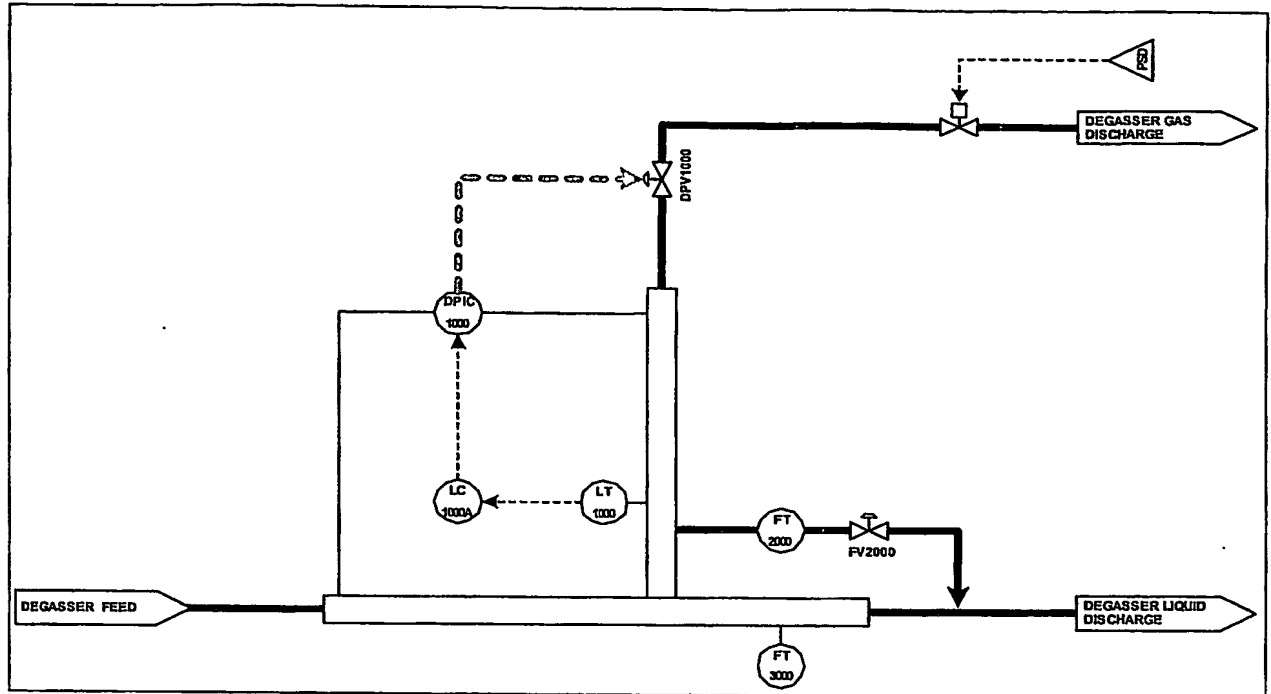 PSD
DEGASSER GAS
DISCHARGE
DPV1000
DPIC
1000
LC
1000A
LT
1000
FT
2000
FV2000
DEGASSER FEED
DEGASSER LIQUID
DISCHARGE
FT
3000